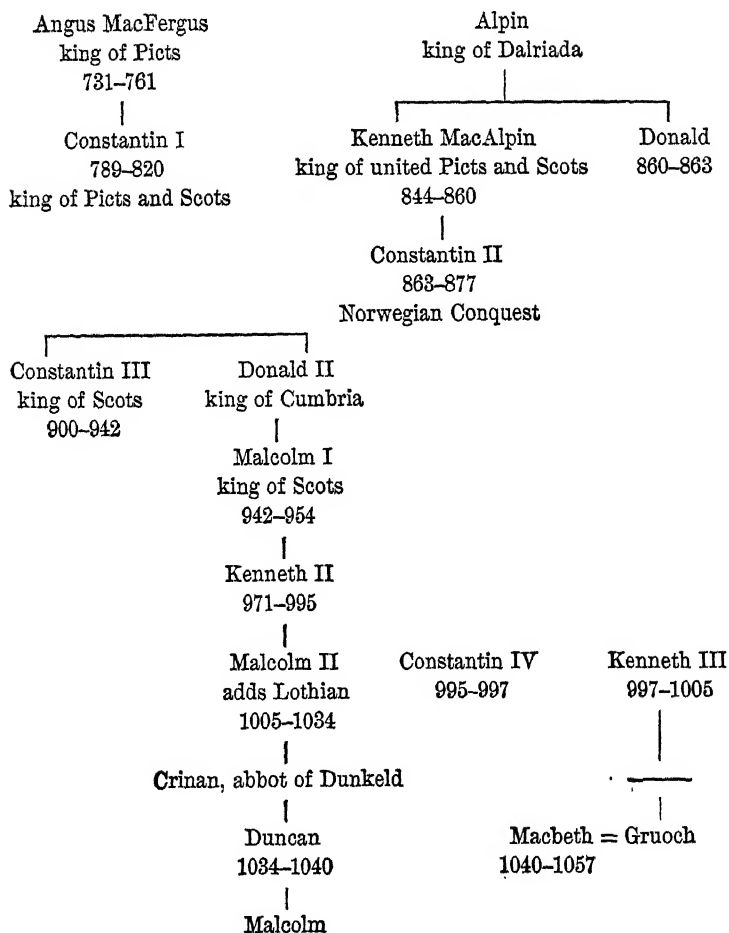 Angus MacFergus
king of Picts
731–761
Constantin I
789–820
king of Picts and Scots
Alpin
king of Dalriada
Kenneth MacAlpin
king of united Picts and Scots
844–860
Donald
860–863
Constantin II
863–877
Norwegian Conquest
Constantin III
king of Scots
900–942
Donald II
king of Cumbria
Malcolm I
king of Scots
942–954
Kenneth II
971–995
Malcolm II
adds Lothian
1005–1034
Constantin IV
995–997
Kenneth III
997–1005
Crinan, abbot of Dunkeld
Duncan
1034–1040
Macbeth = Gruoch
1040–1057
Malcolm